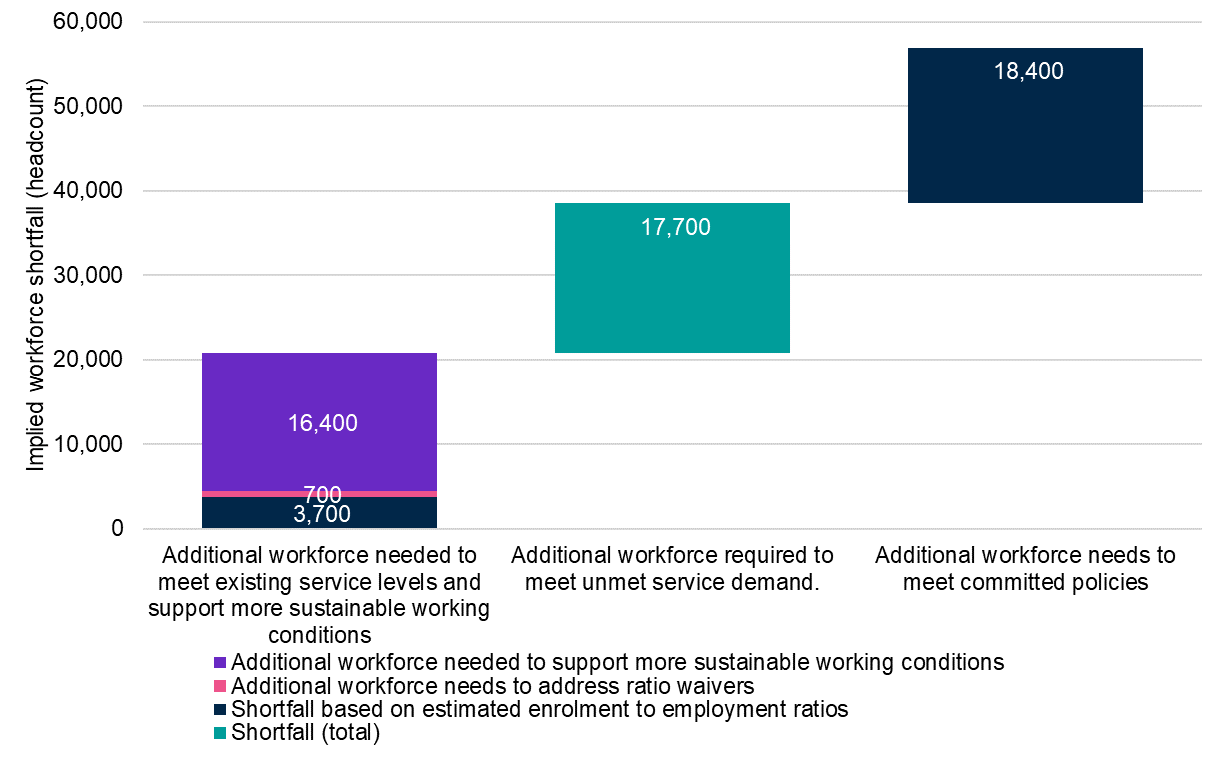 Implied workforce shortfall (headcount)
60,000
50,000
40,000
30,000
20,000
10,000
0
16,400
700
3,700
17,700
18,400
Additional workforce needed to
meet existing service levels and
support more sustainable working
conditions
Additional workforce required to
meet unmet service demand.
Additional workforce needs to
meet committed policies
Additional workforce needed to support more sustainable working conditions
Additional workforce needs to address ratio waivers
Shortfall based on estimated enrolment to employment ratios
Shortfall (total)